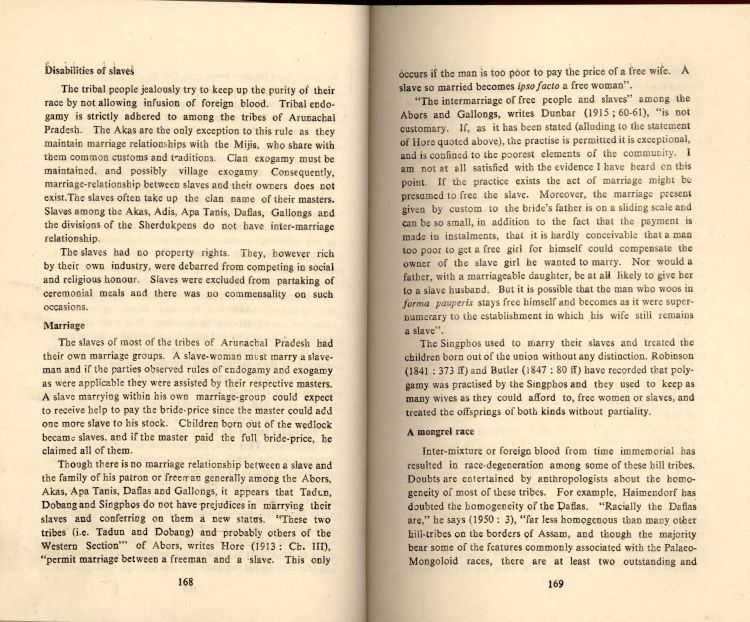 Disabilities of slaves
The tribal people jealously try to keep up the purity of their
race by not allowing infusion of foreign blood. Tribal endo-
gamy is strictly adhered to among the tribes of Arunachal
Pradesh. The Akas are the only exception to this rule as they
maintain marriage relationships with the Mijis, who share with
them common customs and traditions. Clan exogamy must be
maintained, and possibly village exogamy. Consequently,
marriage-relationship between slaves and their owners does not
exist.The slaves often take up the clan name of their masters.
Slaves among the Akas, Adis, Apa Tanis, Daflas, Gallongs and
the divisions of the Sherdukpens do not have inter-marriage
relationship.
The slaves had no property rights. They, however rich
by their own industry, were debarred from competing in social
and religious honour. Slaves were excluded from partaking of
ceremonial meals and there was no commensality on such
occasions.
Marriage
The slaves of most of the tribes of Arunachal Pradesh had
their own marriage groups. A slave-woman must marry a slave-
man and if the parties observed rules of endogamy and exogamy
as were applicable they were assisted by their respective masters.
A slave marrying within his own marriage-group could expect
to receive help to pay the bride-price since the master could add
one more slave to his stock. Children born out of the wedlock
became slaves, and if the master paid the full bride-price, he
claimed all of them.
Though there is no marriage relationship between a slave and
the family of his patron or freeman generally among the Abors,
Akas, Apa Tanis, Daflas and Gallongs, it appears that Tadun,
Dobang and Singphos do not have prejudices in marrying their
slaves and conferring on them a new status. "These two
tribes (i.e. Tadun and Dobang) and probably others of the
Western Section'" of Abors, writes Hore (1913 : Ch. III),
"permit marriage between a freeman and a slave. This only
168
occurs if the man is too poor to pay the price of a free wife. A
slave so married becomes ipso facto a free woman".
"The intermarriage of free people and slaves" among the
Abors and Gallongs, writes Dunbar (1915 ; 60-61), "is not
customary. If, as it has been stated (alluding to the statement
of Hore quoted above), the practise is permitted it is exceptional,
and is confined to the poorest elements of the community. I
am not at all satisfied with the evidence I have heard on this
point. If the practice exists the act of marriage might be
presumed to free the slave. Moreover, the marriage present
given by custom to the bride's father is on a sliding scale and
can be so small, in addition to the fact that the payment is
made in instalments, that it is hardly conceivable that a man
too poor to get a free girl for himself could compensate the
owner of the slave girl he wanted to marry. Nor would a
father, with a marriageable daughter, be at all likely to give her
to a slave husband. But it is possible that the man who woos in
forma pauperis stays free himself and becomes as it were super-
numerary to the establishment in which his wife still remains
a slave".
The Singphos used to marry their slaves and treated the
children born out of the union without any distinction. Robinson
(1841 : 373 ff) and Butler (1847 : 80 ff) have recorded that poly-
gamy was practised by the Singphos and they used to keep as
many wives as they could afford to, free women or slaves, and
treated the offsprings of both kinds without partiality.
A mongrel race
Inter-mixture or foreign blood from time immemorial has
resulted in race-degeneration among some of these hill tribes.
Doubts are entertained by anthropologists about the homo-
geneity of most of these tribes. For example, Haimendorf has
doubted the homogeneity of the Daflas. "Racially the Daflas
are," he says (1950 : 3), "far less homogenous than many other
hill-tribes on the borders of Assam, and though the majority
bear some of the features commonly associated with the Palaeo-
Mongoloid races, there are at least two outstanding and
169